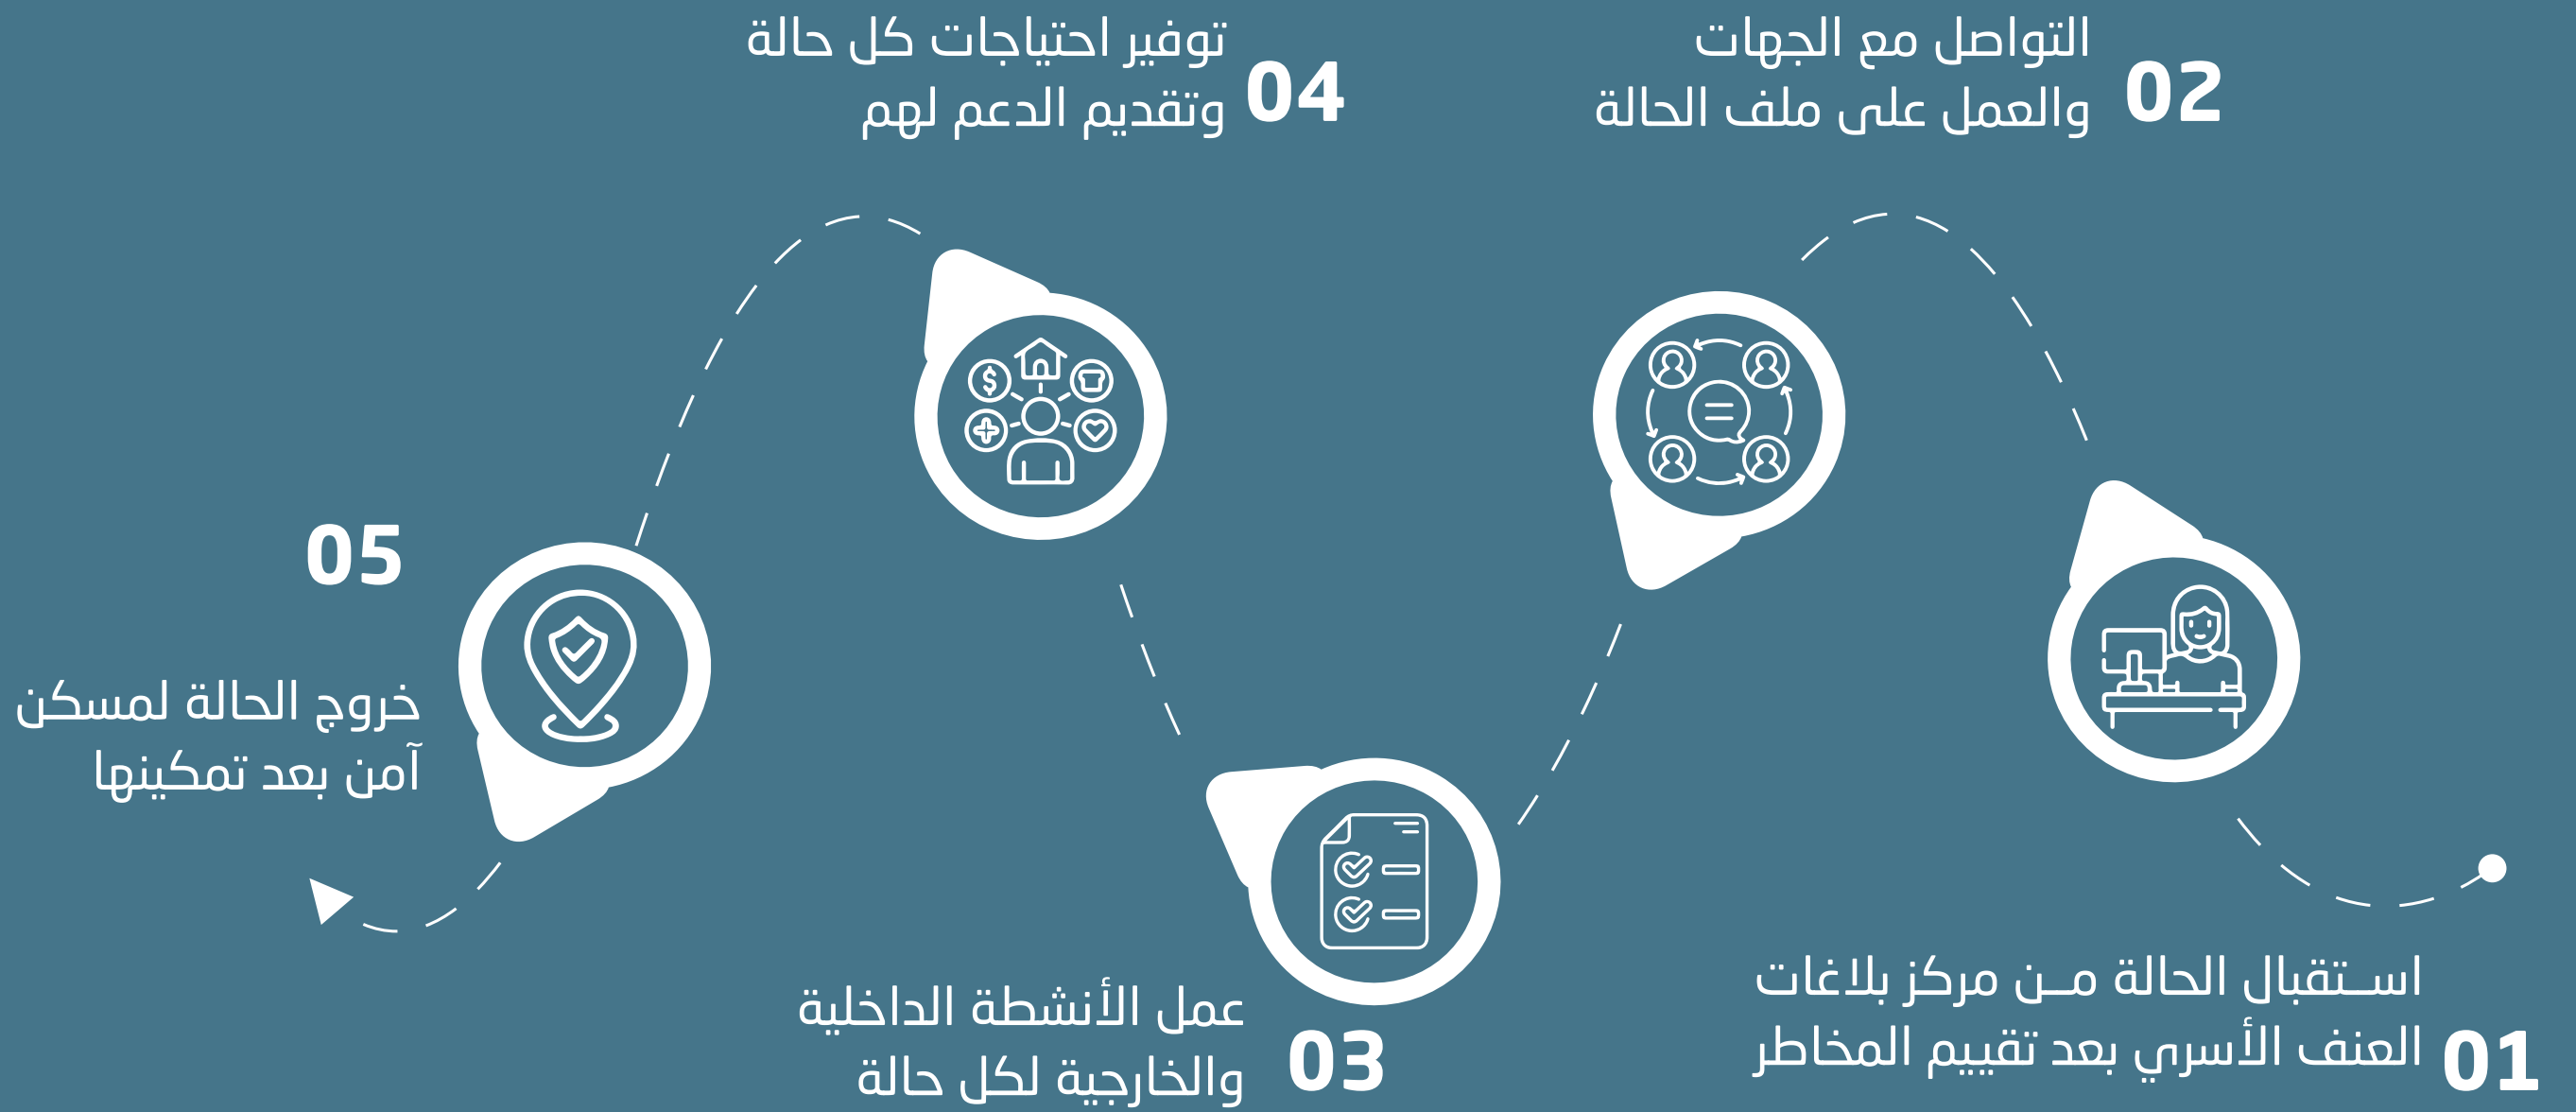 01
استقبال الحالة من مركز بلاغات
العنف الأسري بعد تقييم المخاطر
02
التواصل مع الجهات
والعمل على ملف الحالة
03
عمل الأنشطة الداخلية
والخارجية لكل حالة
04
توفير احتياجات كل حالة
وتقديم الدعم لهم
05
خروج الحالة لمسكن
آمن بعد تمكينها